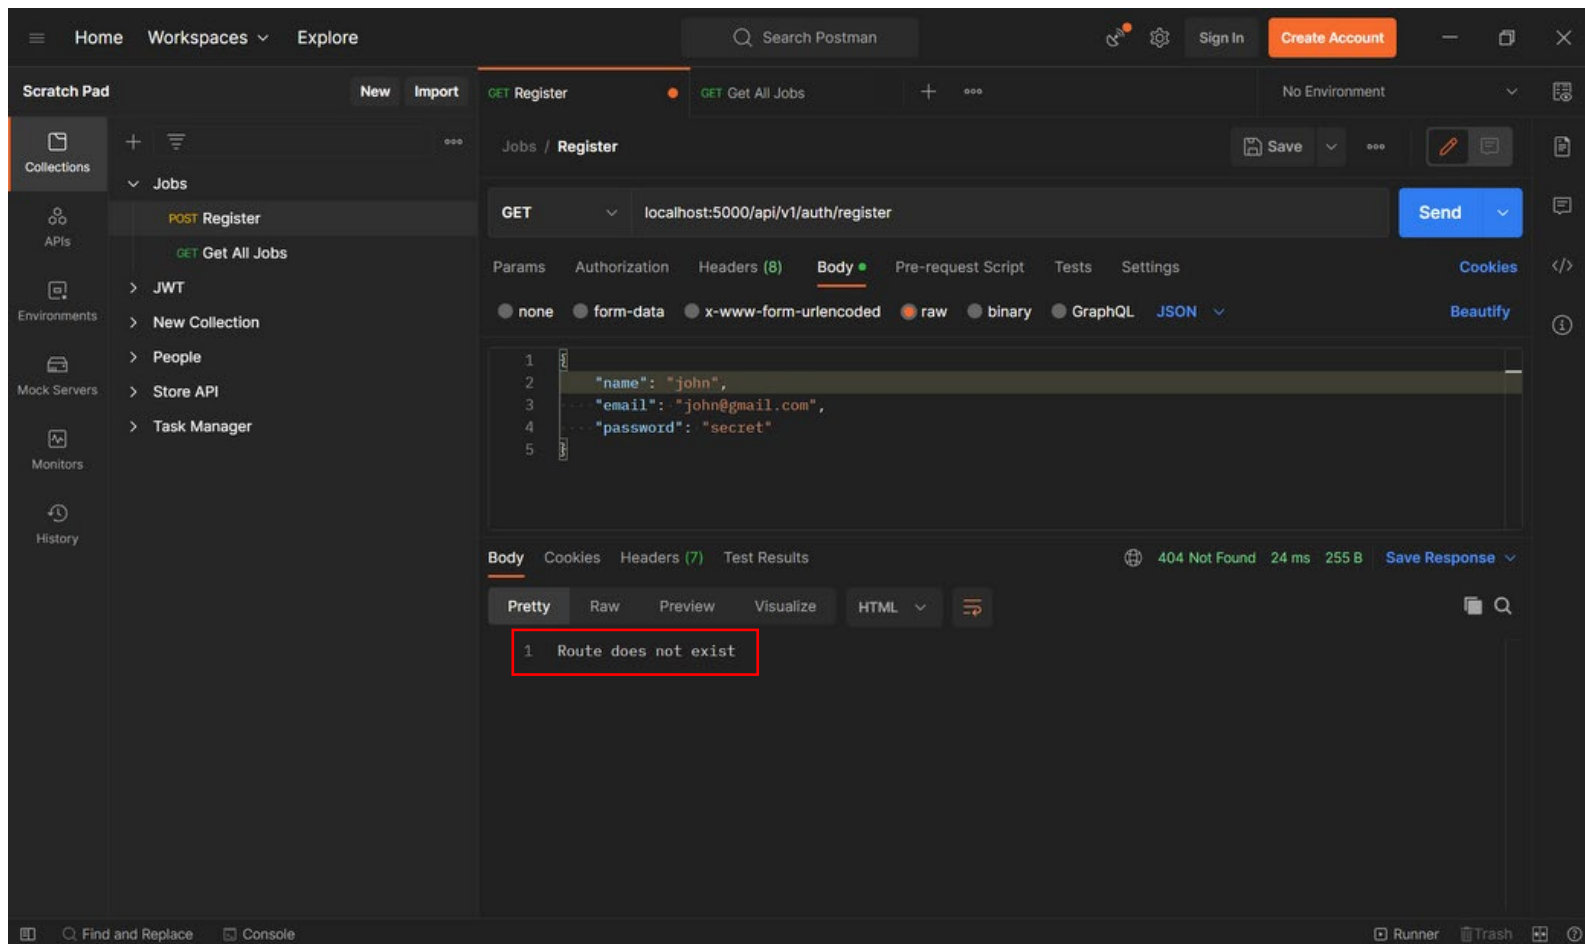 Home Workspaces Explore Search Postman Sign In Create Account
Scratch Pad New Import GET Register GET Get All Jobs No Environment
Jobs / Register Save
Collections
APIs
Environments
Mock Servers
Monitors
History
Jobs
POST Register
GET Get All Jobs
JWT
New Collection
People
Store API
Task Manager
GET localhost:5000/api/v1/auth/register Send
Params Authorization Headers (8) Body Pre-request Script Tests Settings Cookies
none form-data x-www-form-urlencoded raw binary GraphQL JSON Beautify
1 {
2 "name": "john",
3 "email": "john@gmail.com",
4 "password": "secret"
5 }
Body Cookies Headers (7) Test Results 404 Not Found 24 ms 255 B Save Response
Pretty Raw Preview Visualize HTML
1 Route does not exist
Find and Replace Console Runner Trash